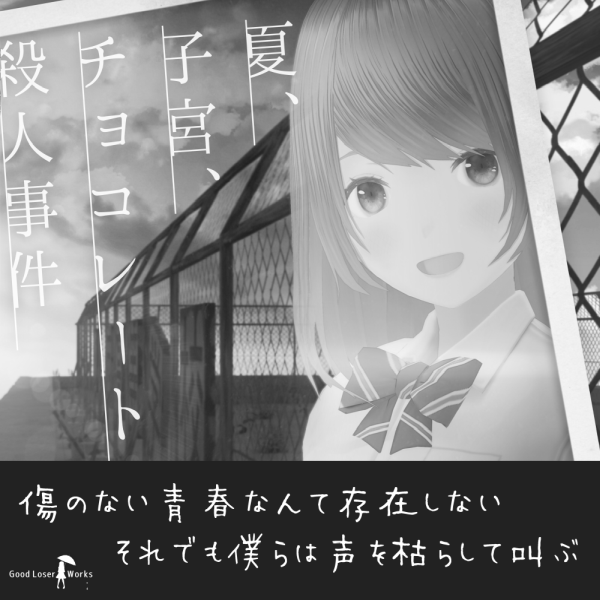 夏、
子宮、
チョコレート
殺人事件
傷のない青春なんて存在しない
それでも僕らは声を枯らして叫ぶ
Good Loser Works